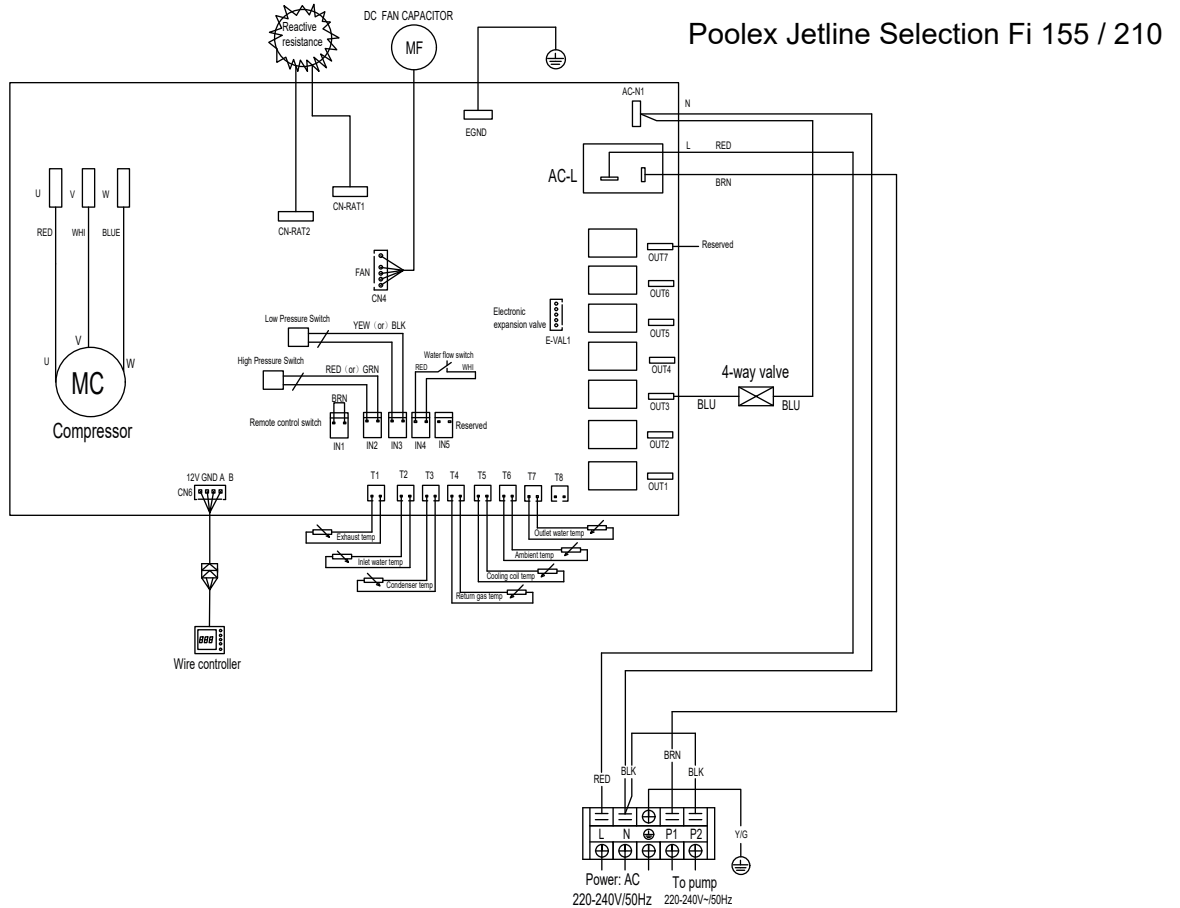 Poolex Jetline Selection Fi 155 / 210
DC FAN CAPACITOR
Reactive
resistance
MF
EGND
AC-N1
N
L
RED
AC-L
BRN
U
V
W
RED
WHI
BLUE
CN-RAT1
CN-RAT2
FAN
CN4
OUT7
Reserved
OUT6
OUT5
OUT4
OUT3
OUT2
OUT1
Electronic
expansion valve
E-VAL1
4-way valve
BLU
BLU
Low Pressure Switch
YEW（or）BLK
High Pressure Switch
RED（or）GRN
Water flow switch
RED
WHI
BRN
Remote control switch
IN1
IN2
IN3
IN4
IN5
Reserved
V
U
W
MC
Compressor
12V GND A B
CN6
T1
T2
T3
T4
T5
T6
T7
T8
Exhaust temp
Outlet water temp
Inlet water temp
Ambient temp
Condenser temp
Cooling coil temp
Return gas temp
888
Wire controller
RED
BLK
BRN
BLK
L
N
P1
P2
Y/G
Power: AC
220-240V/50Hz
To pump
220-240V~/50Hz